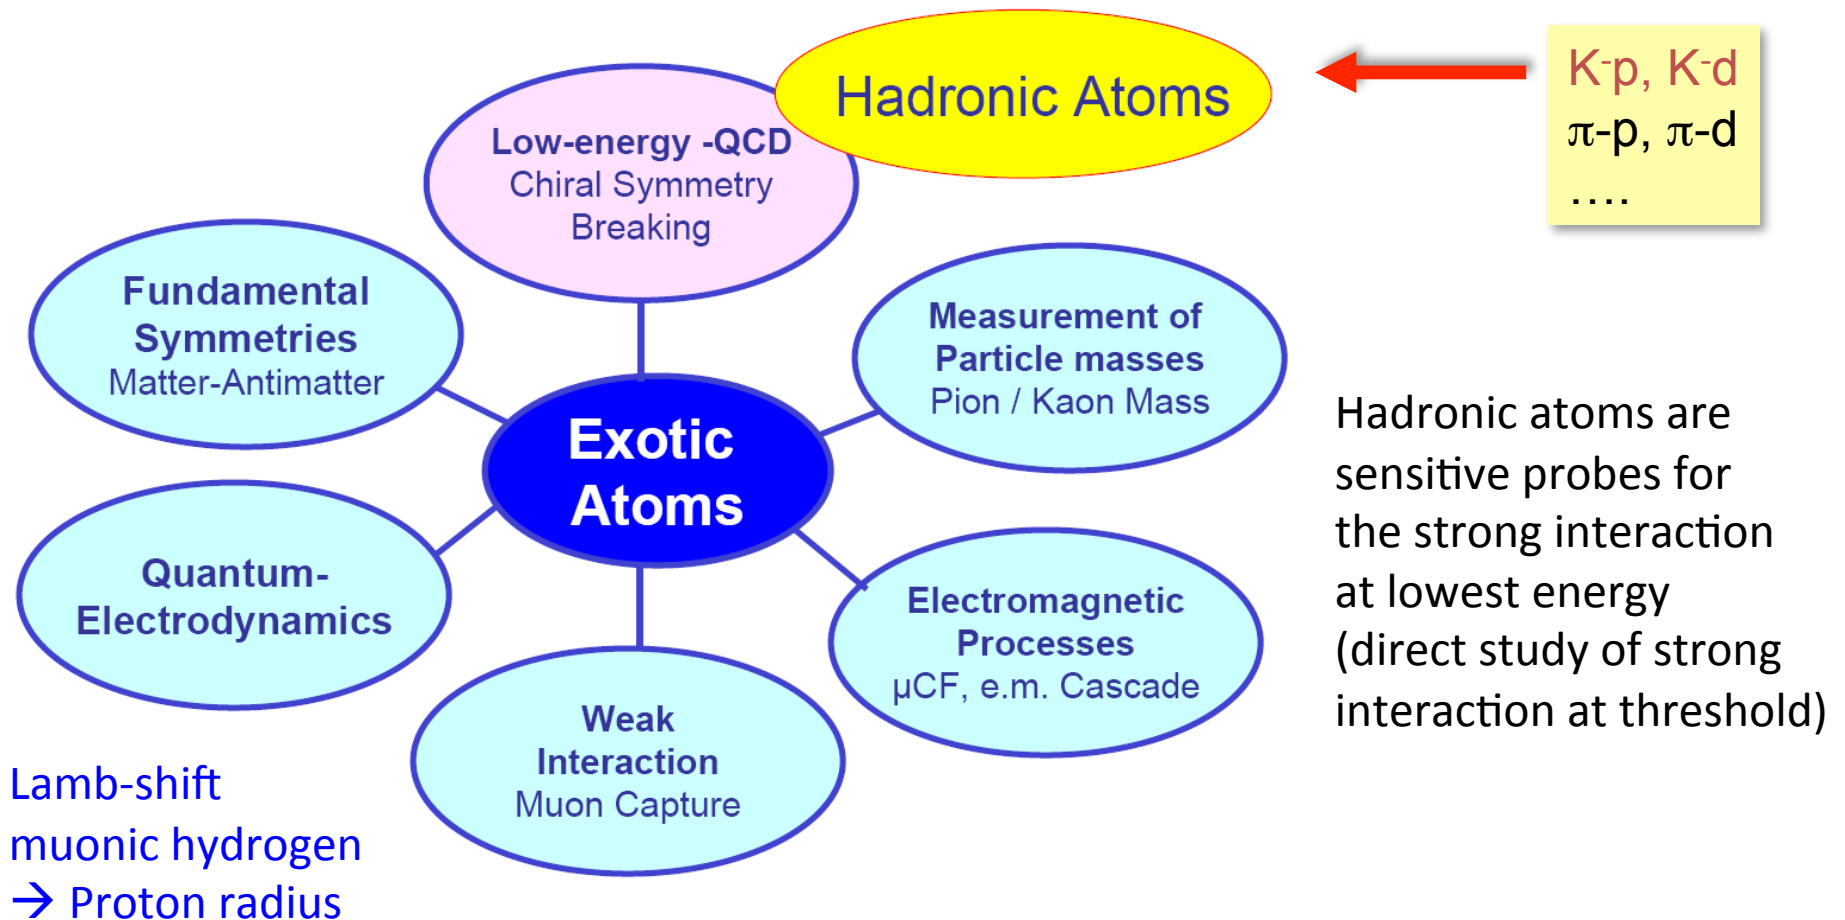 Hadronic Atoms
K-p, K-d
π-p, π-d
....
Low-energy -QCD
Chiral Symmetry
Breaking
Fundamental
Symmetries
Matter-Antimatter
Measurement of
Particle masses
Pion / Kaon Mass
Exotic
Atoms
Hadronic atoms are
sensitive probes for
the strong interaction
at lowest energy
(direct study of strong
interaction at threshold)
Quantum-
Electrodynamics
Electromagnetic
Processes
µCF, e.m. Cascade
Weak
Interaction
Muon Capture
Lamb-shift
muonic hydrogen
→ Proton radius